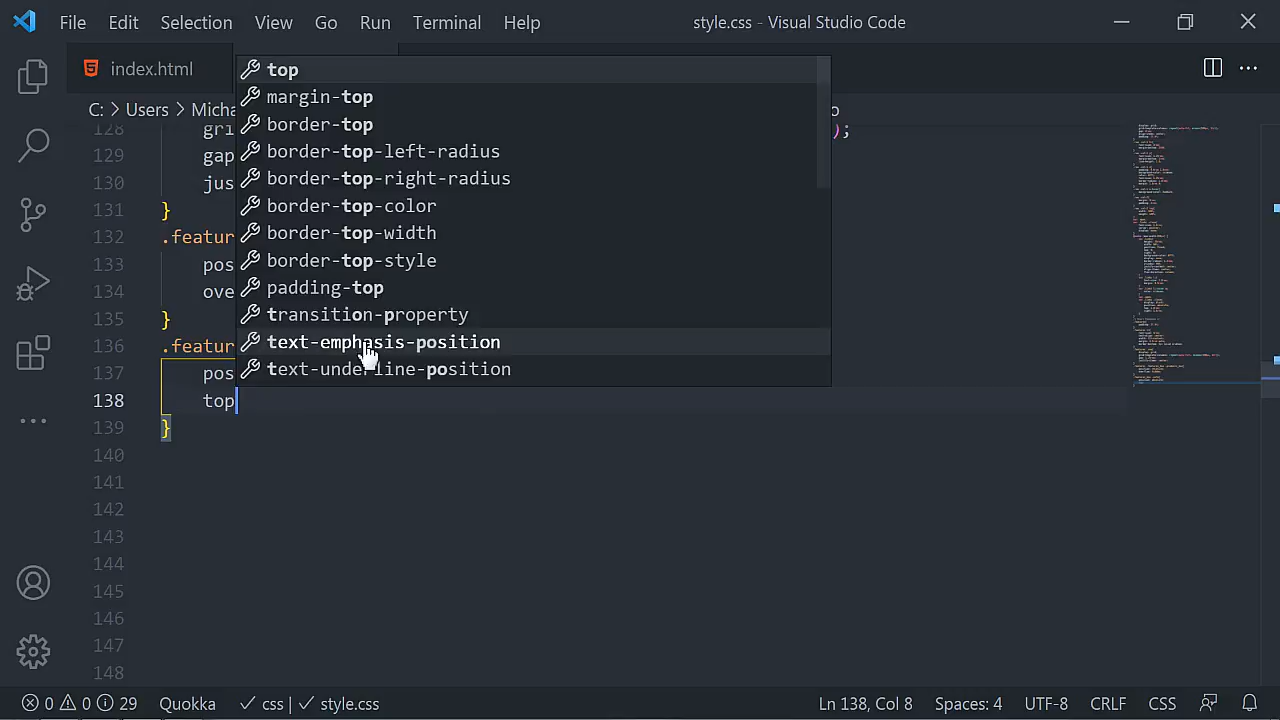 File Edit Selection View Go Run Terminal Help style.css - Visual Studio Code
index.html
C: > Users > Micha
top
margin-top
border-top
border-top-left-radius
border-top-right-radius
border-top-color
border-top-width
border-top-style
padding-top
transition-property
text-emphasis-position
text-underline-position
128 gri );
129 gap
130 jus
131 }
132 .featur
133 pos
134 ove
135 }
136 .featur
137 pos
138 top
139 }
140
141
142
143
144
145
146
147
148
0 0 29 Quokka css | style.css Ln 138, Col 8 Spaces: 4 UTF-8 CRLF CSS